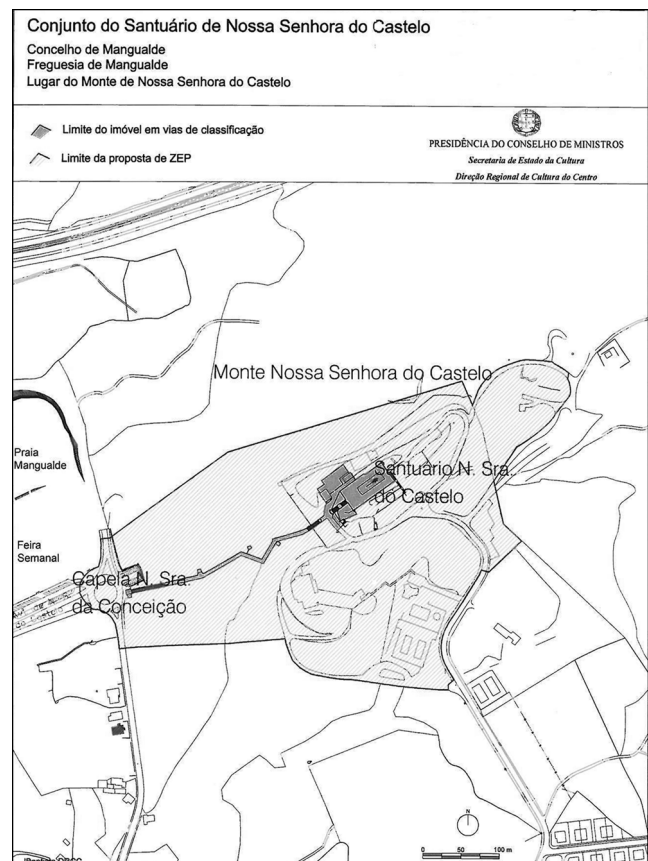 Conjunto do Santuário de Nossa Senhora do Castelo
Concelho de Mangualde
Freguesia de Mangualde
Lugar do Monte de Nossa Senhora do Castelo
Limite do imóvel em vias de classificação
Limite da proposta de ZEP
PRESIDÊNCIA DO CONSELHO DE MINISTROS
Secretaria de Estado da Cultura
Direção Regional de Cultura do Centro
Monte Nossa Senhora do Castelo
Praia
Mangualde
Santuário N. Sra.
do Castelo
Feira
Semanal
Capela N. Sra.
da Conceição
N
0 50 100 m